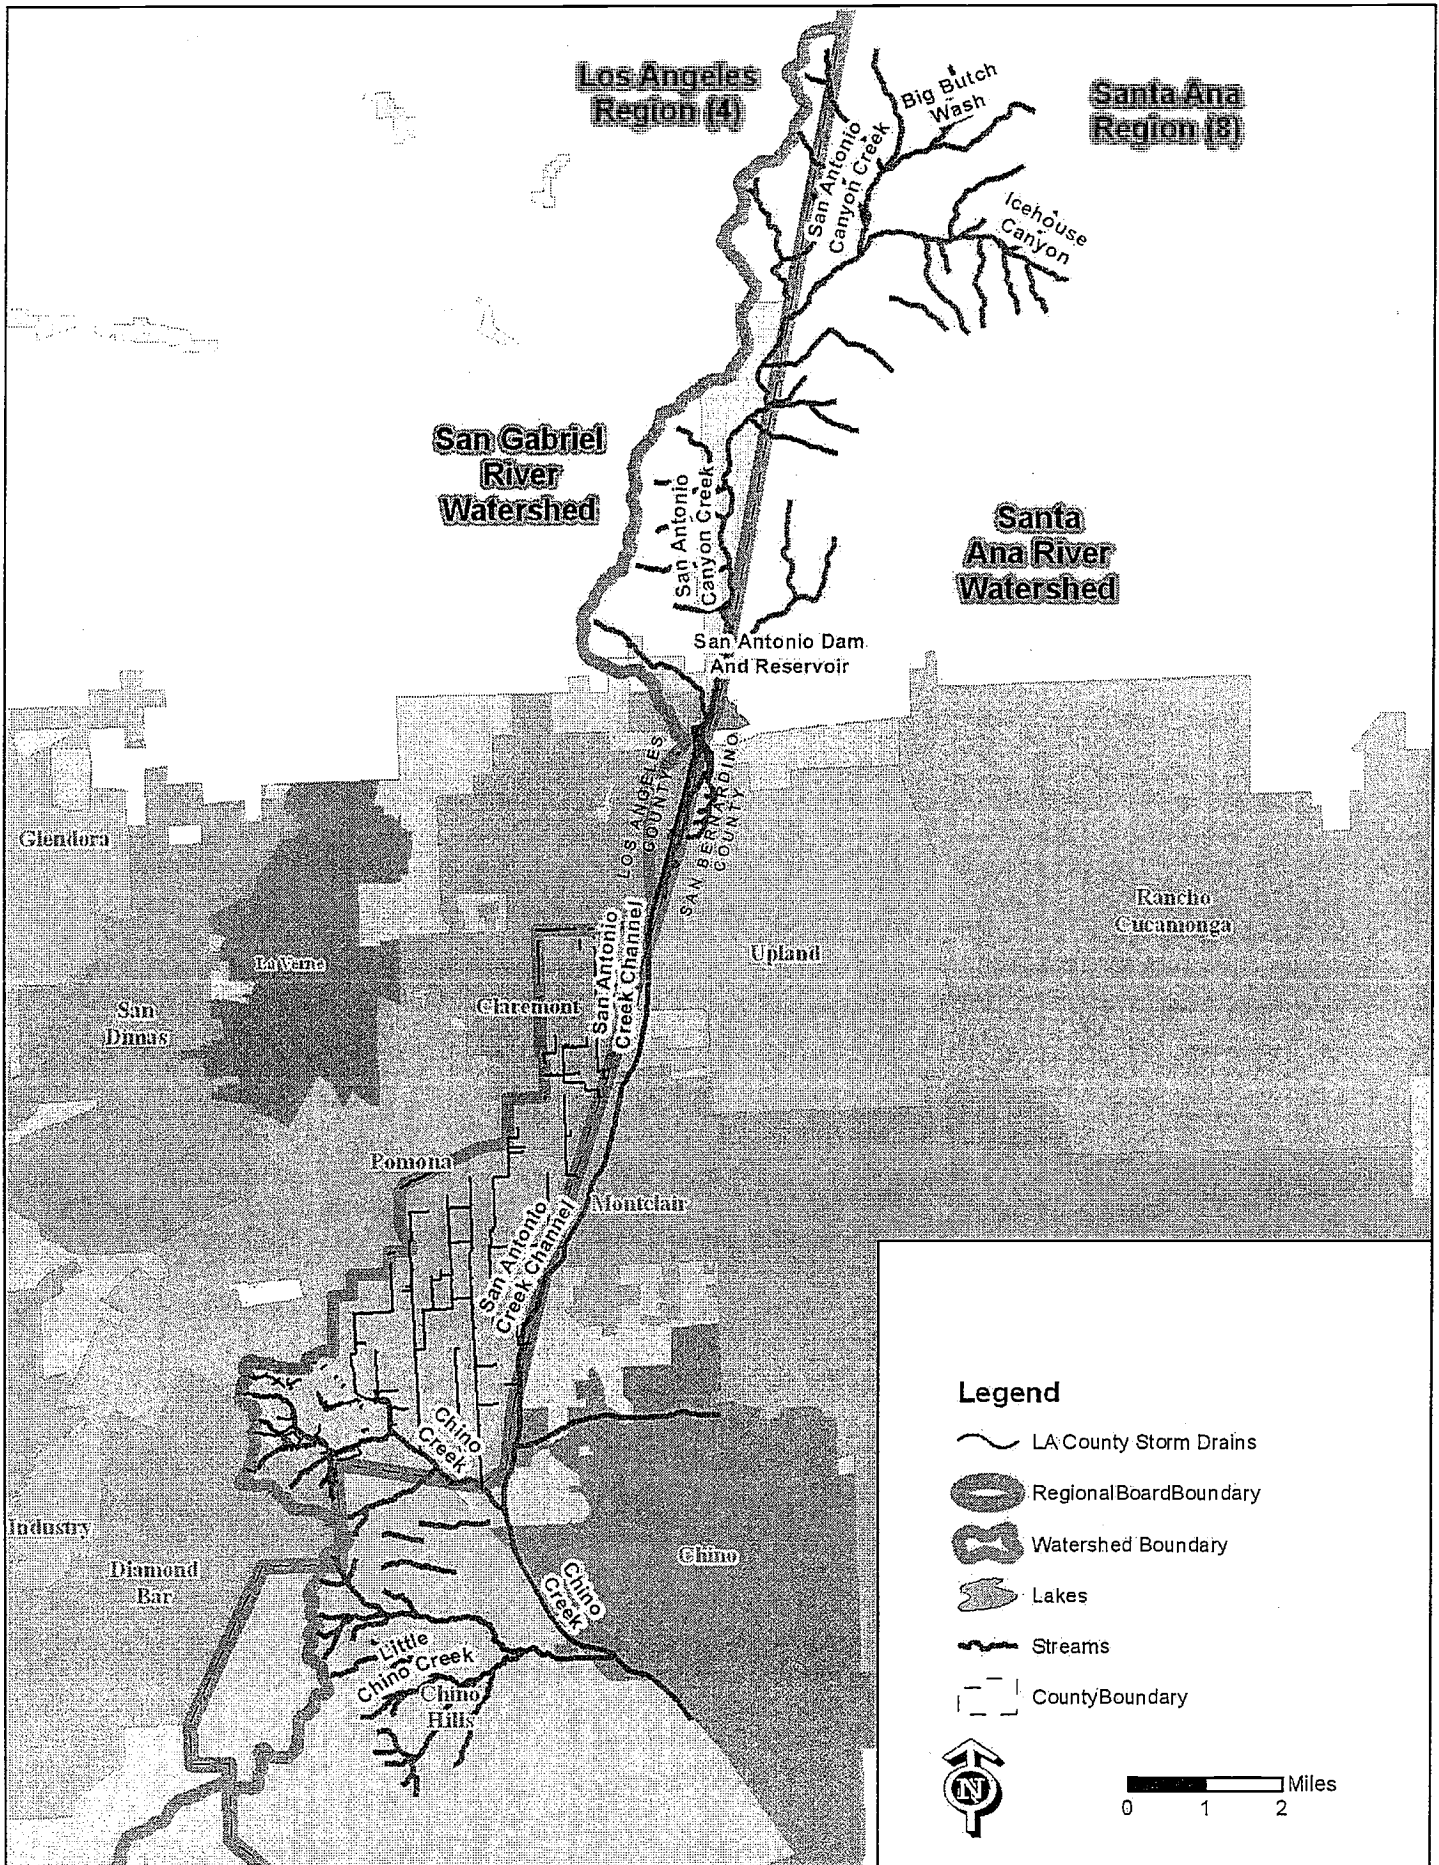 Los Angeles
Region (4)
Big Butch
Wash
Santa Ana
Region (8)
San Antonio
Canyon Creek
Icehouse
Canyon
San Gabriel
River
Watershed
San Antonio
Canyon Creek
Santa
Ana River
Watershed
San Antonio Dam
And Reservoir
LOS ANGELES
COUNTY
SAN BERNARDINO
COUNTY
Glendora
Rancho
Cucamonga
La Verne
San Antonio
Creek Channel
Upland
Claremont
San
Dimas
Pomona
Montclair
San Antonio
Creek Channel
Chino
Creek
Industry
Diamond
Bar
Chino
Chino
Creek
Little
Chino Creek
Chino
Hills
Legend
LA County Storm Drains
RegionalBoardBoundary
Watershed Boundary
Lakes
Streams
CountyBoundary
N
Miles
0 1 2